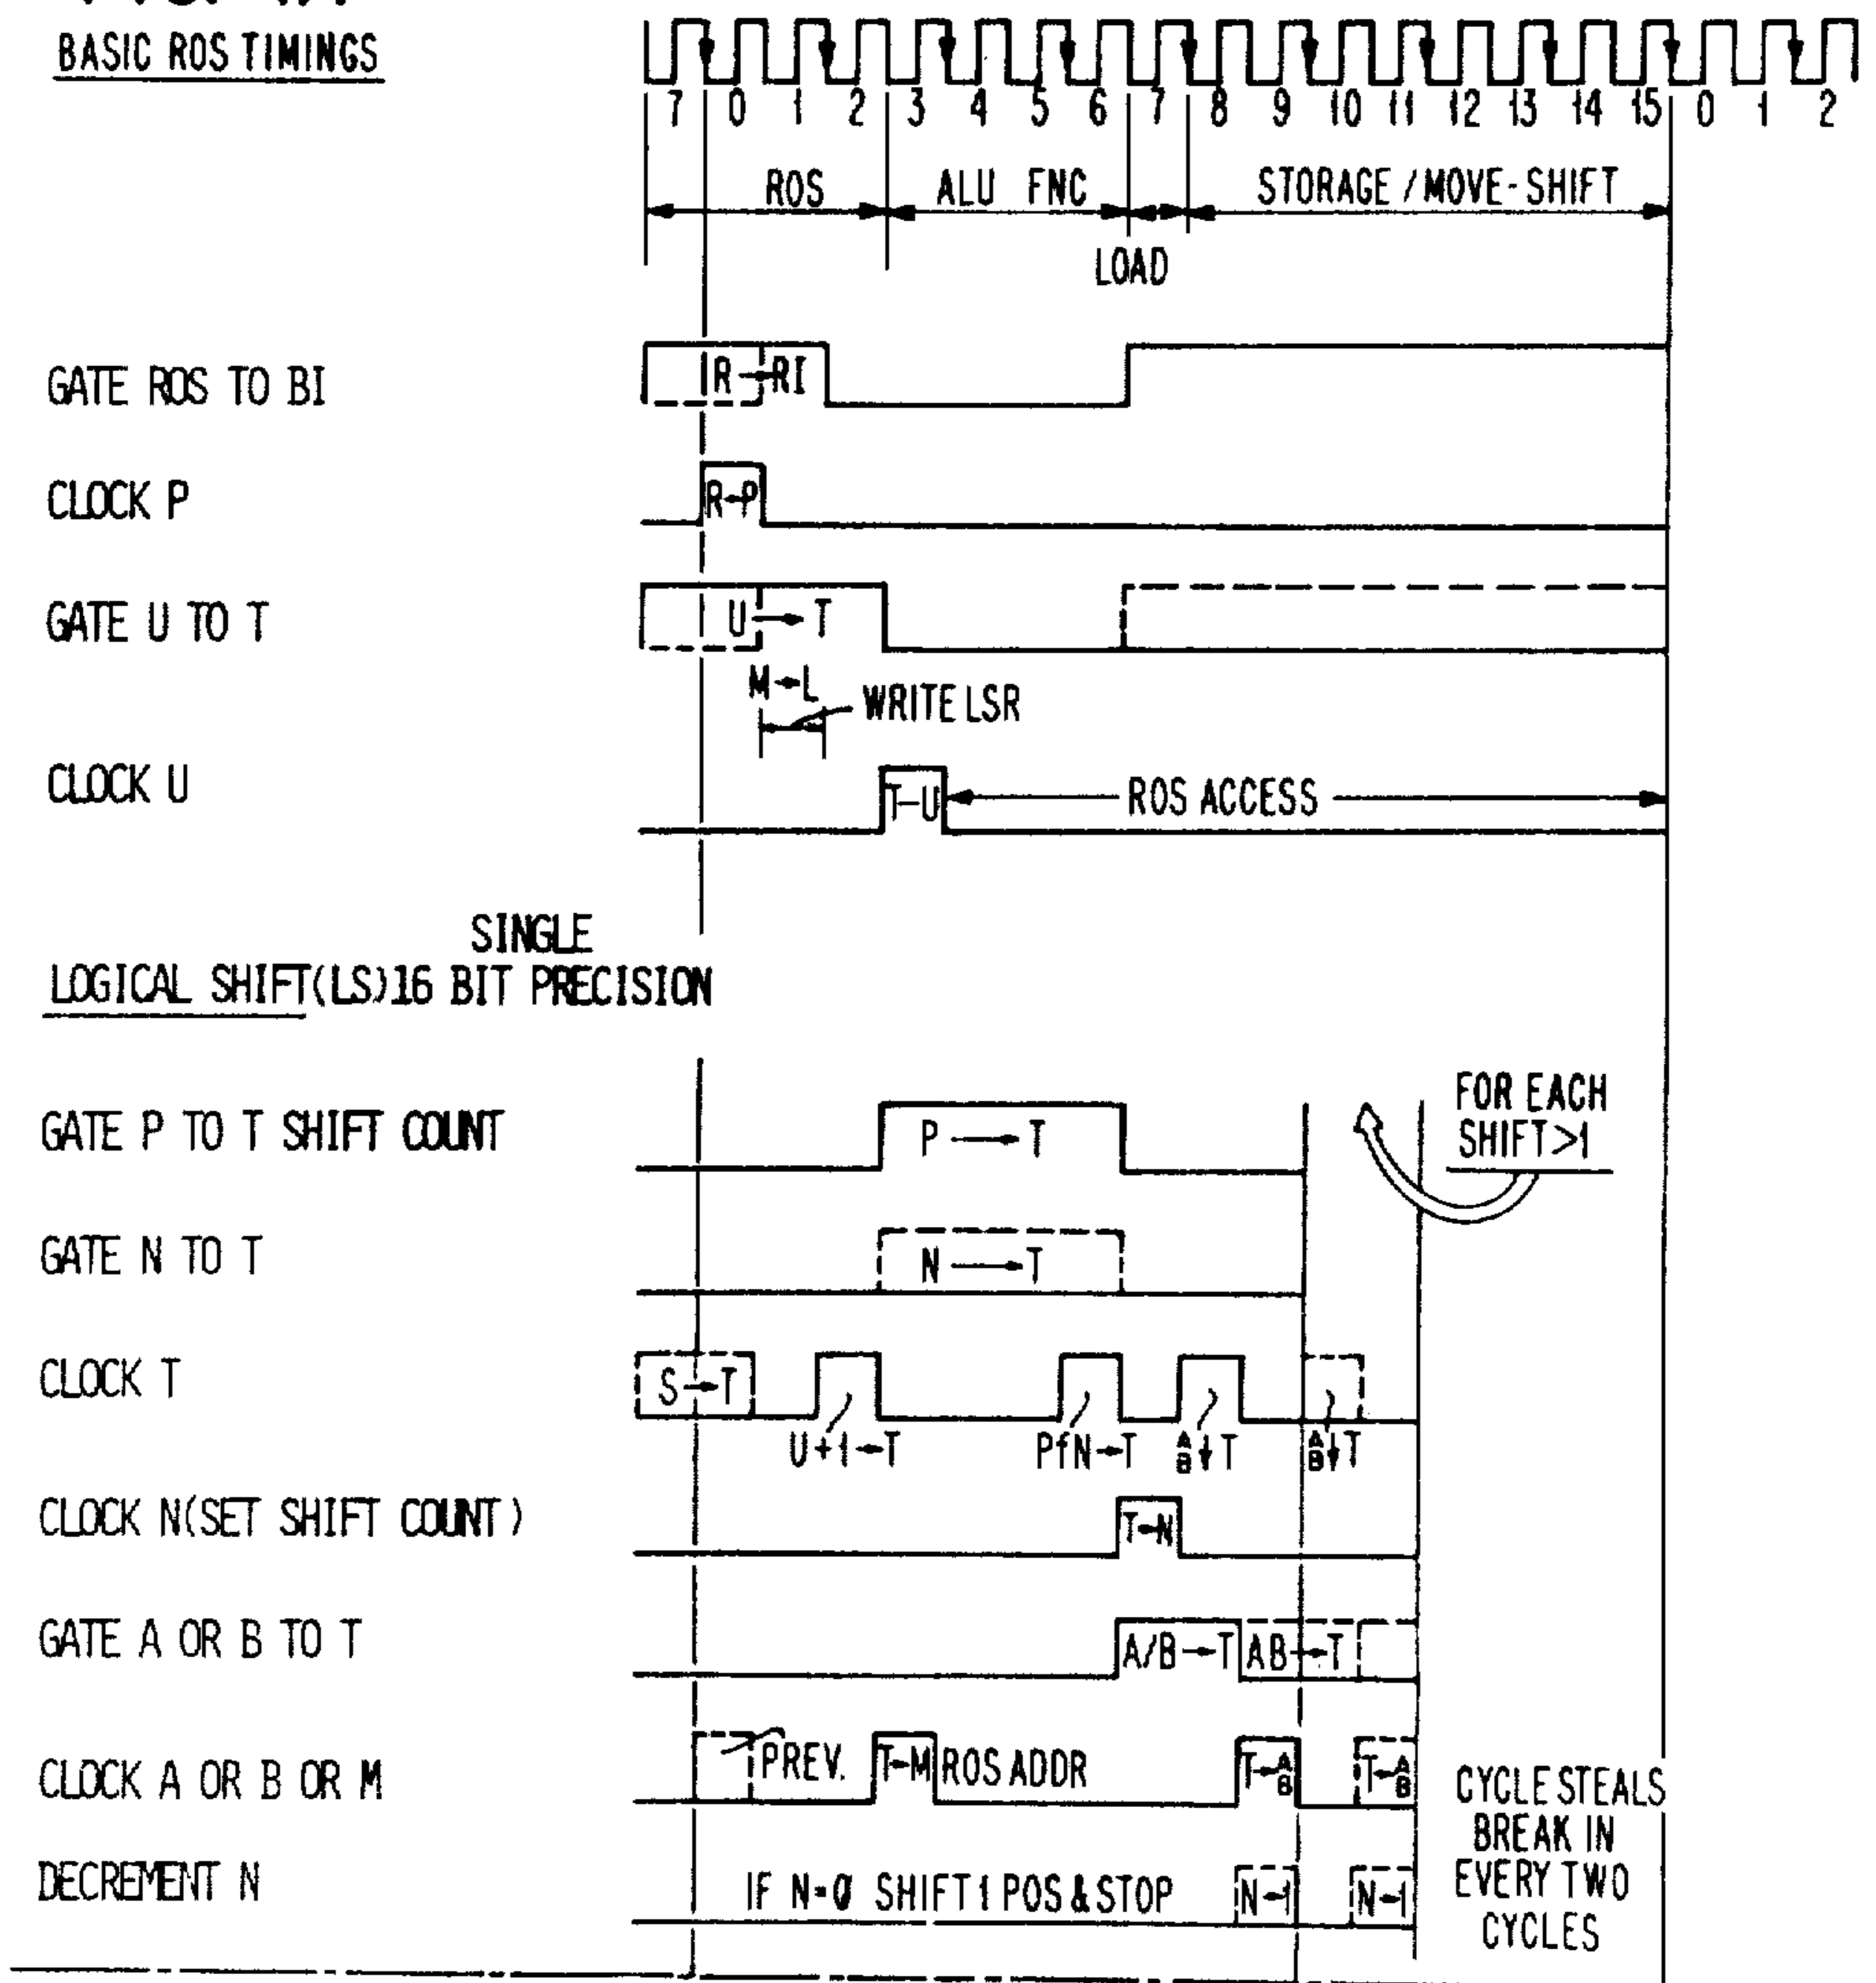 BASIC ROS TIMINGS
7 0 1 2 3 4 5 6 7 8 9 10 11 12 13 14 15 0 1 2
ROS ALU FNC STORAGE / MOVE-SHIFT
LOAD
GATE ROS TO BI R→RI
CLOCK P R→P
GATE U TO T U → T
M→L
WRITE LSR
CLOCK U T–U ROS ACCESS
SINGLE
LOGICAL SHIFT(LS)16 BIT PRECISION
FOR EACH
SHIFT>1
GATE P TO T SHIFT COUNT P → T
GATE N TO T N → T
CLOCK T S→T
U+1→T PfN→T A/B↓T A/B↓T
CLOCK N(SET SHIFT COUNT) T→N
GATE A OR B TO T A/B→T AB→T
CLOCK A OR B OR M PREV. T→M ROS ADDR T→A/B T→A/B
DECREMENT N IF N=0 SHIFT 1 POS & STOP N-1 N-1
CYCLE STEALS
BREAK IN
EVERY TWO
CYCLES